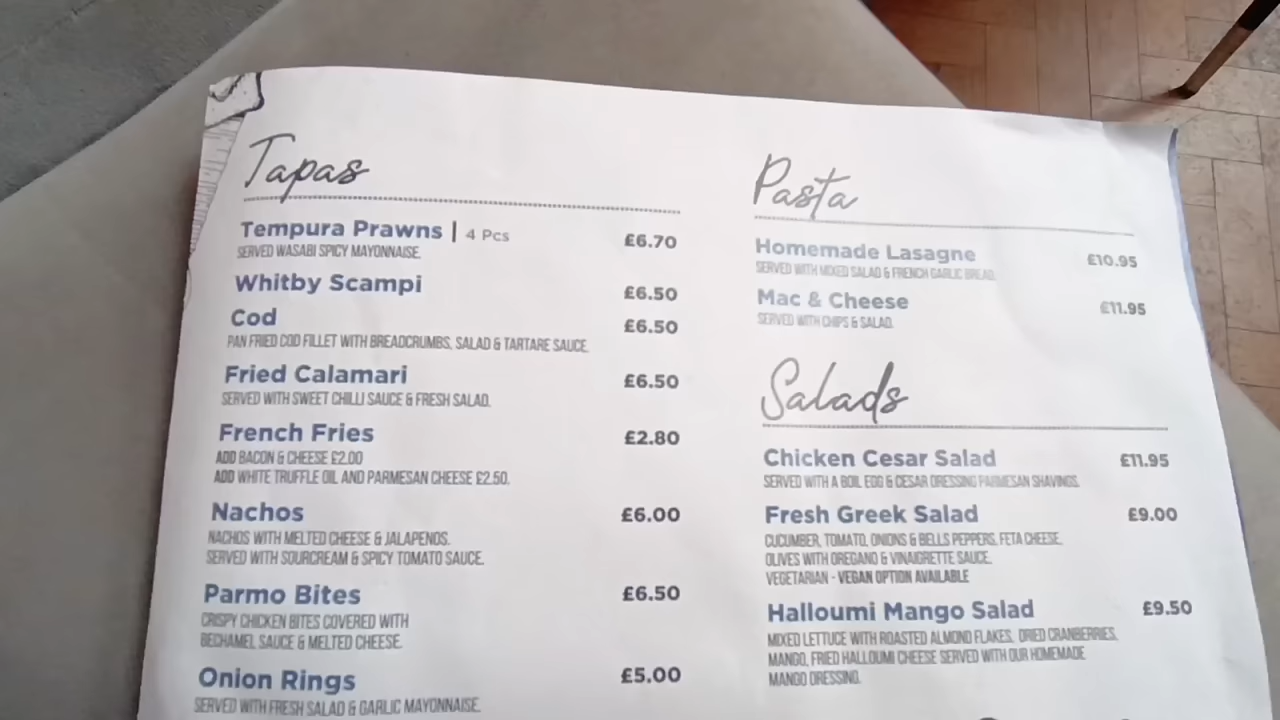 Tapas
Tempura Prawns | 4 Pcs £6.70
SERVED WASABI SPICY MAYONNAISE.
Whitby Scampi £6.50
Cod £6.50
PAN FRIED COD FILLET WITH BREADCRUMBS, SALAD & TARTARE SAUCE.
Fried Calamari £6.50
SERVED WITH SWEET CHILLI SAUCE & FRESH SALAD.
French Fries £2.80
ADD BACON & CHEESE £2.00
ADD WHITE TRUFFLE OIL AND PARMESAN CHEESE £2.50.
Nachos £6.00
NACHOS WITH MELTED CHEESE & JALAPENOS.
SERVED WITH SOURCREAM & SPICY TOMATO SAUCE.
Parmo Bites £6.50
CRISPY CHICKEN BITES COVERED WITH
BECHAMEL SAUCE & MELTED CHEESE.
Onion Rings £5.00
SERVED WITH FRESH SALAD & GARLIC MAYONNAISE.
Pasta
Homemade Lasagne £10.95
SERVED WITH MIXED SALAD & FRENCH GARLIC BREAD.
Mac & Cheese £11.95
SERVED WITH CHIPS & SALAD.
Salads
Chicken Cesar Salad £11.95
SERVED WITH A BOIL EGG & CESAR DRESSING PARMESAN SHAVINGS.
Fresh Greek Salad £9.00
CUCUMBER, TOMATO, ONIONS & BELLS PEPPERS, FETA CHEESE,
OLIVES WITH OREGANO & VINAIGRETTE SAUCE.
VEGETARIAN - VEGAN OPTION AVAILABLE
Halloumi Mango Salad £9.50
MIXED LETTUCE WITH ROASTED ALMOND FLAKES, DRIED CRANBERRIES,
MANGO, FRIED HALLOUMI CHEESE SERVED WITH OUR HOMEMADE
MANGO DRESSING.